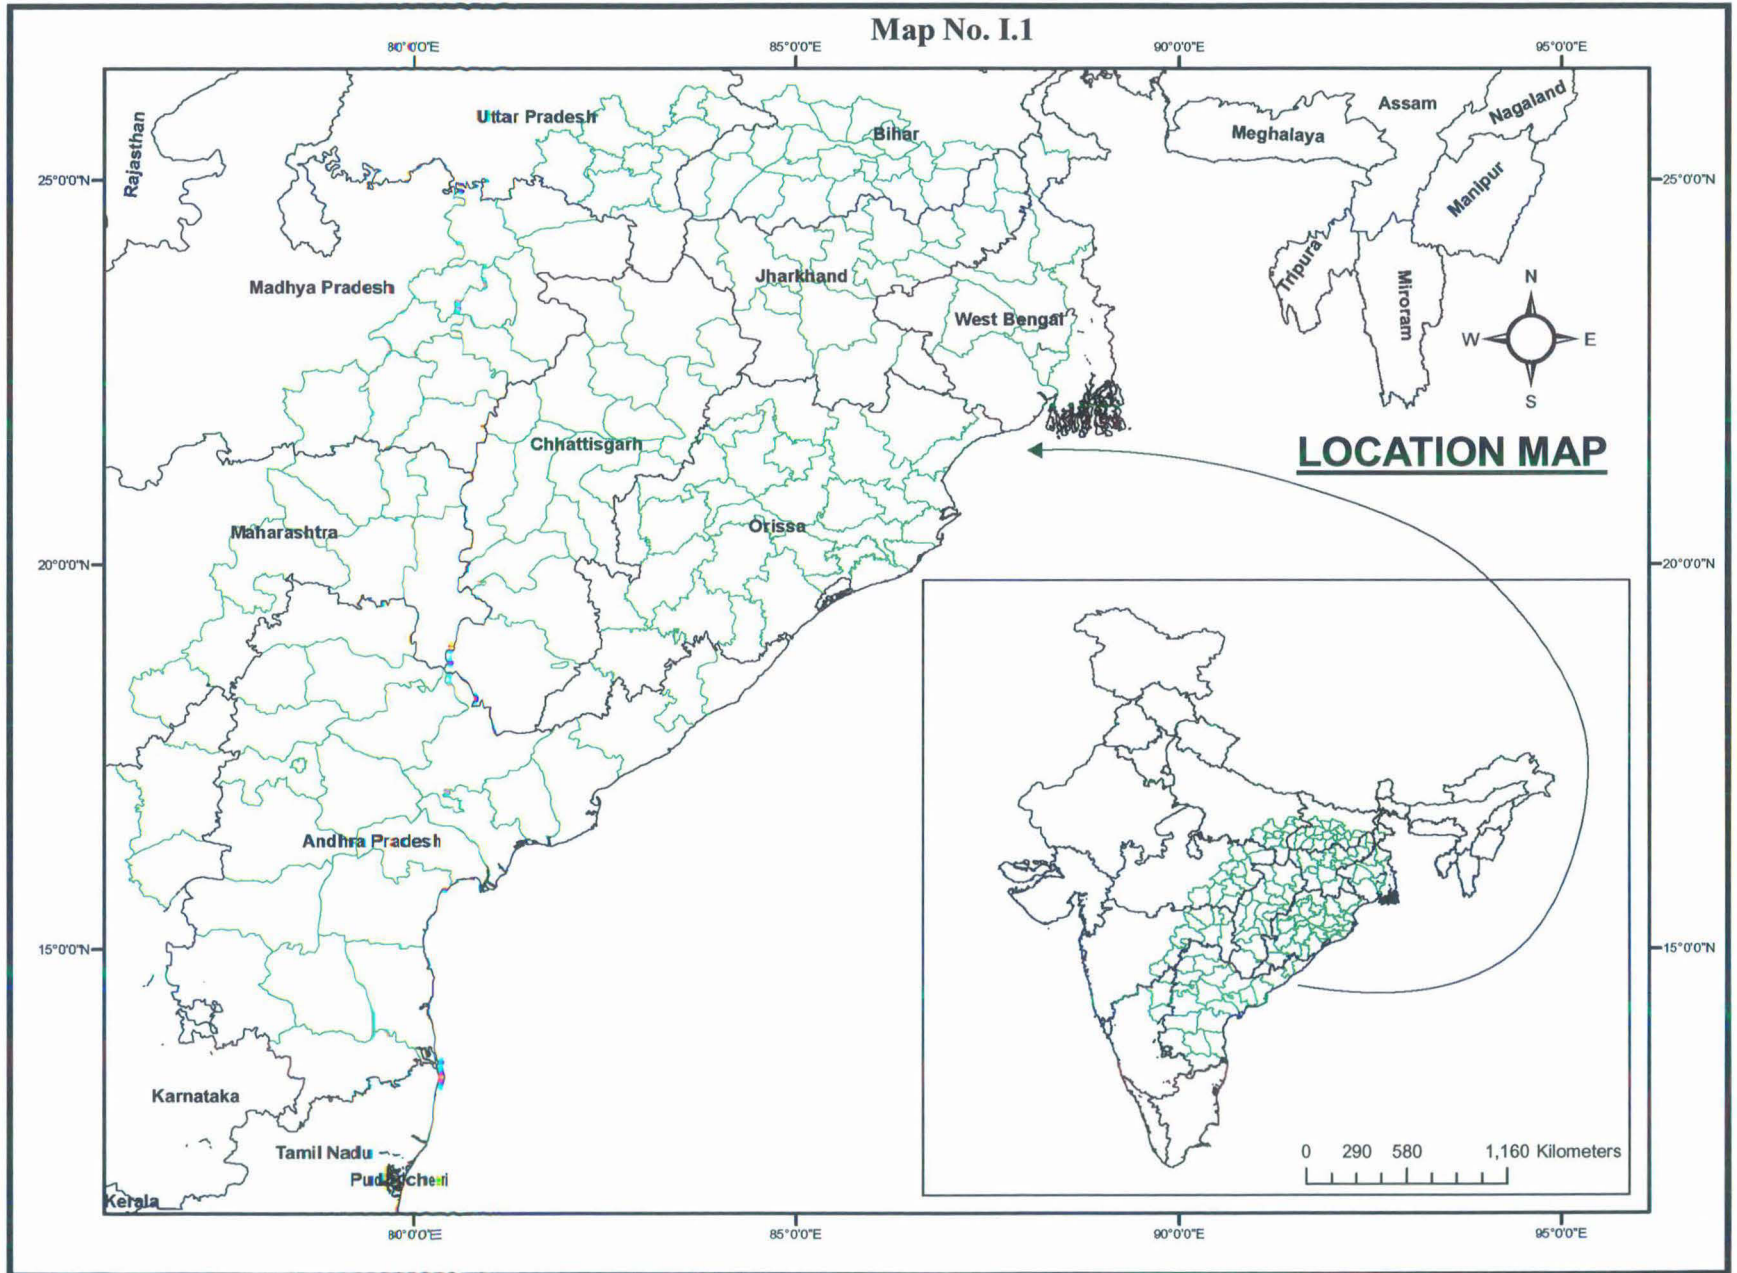 Map No. I.1
80°0'0"E 85°0'0"E 90°0'0"E 95°0'0"E
Rajasthan
Uttar Pradesh
Bihar
Meghalaya
Assam
Nagaland
25°0'0"N 25°0'0"N
Manipur
Tripura
Miroram
Madhya Pradesh
Jharkhand
West Bengal
N
W E
S
Chhattisgarh
LOCATION MAP
Maharashtra
Orissa
20°0'0"N 20°0'0"N
Andhra Pradesh
15°0'0"N 15°0'0"N
Karnataka
Tamil Nadu
Kerala
0 290 580 1,160 Kilometers
80°0'0"E 85°0'0"E 90°0'0"E 95°0'0"E